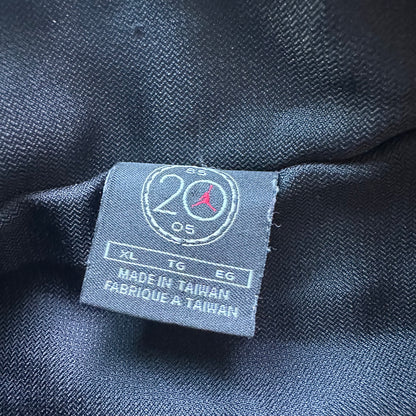 85
20
05
XL TG EG
MADE IN TAIWAN
FABRIQUE A TAIWAN